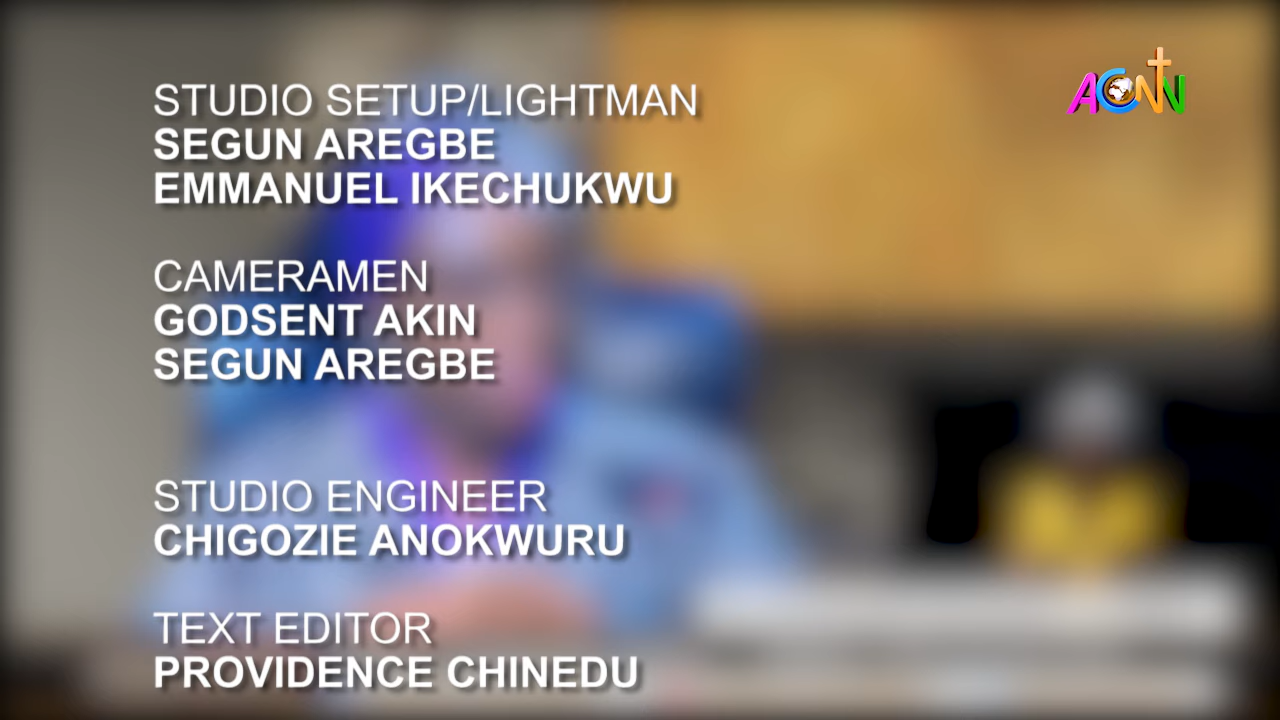 ACNN
STUDIO SETUP/LIGHTMAN
SEGUN AREGBE
EMMANUEL IKECHUKWU
CAMERAMEN
GODSENT AKIN
SEGUN AREGBE
STUDIO ENGINEER
CHIGOZIE ANOKWURU
TEXT EDITOR
PROVIDENCE CHINEDU